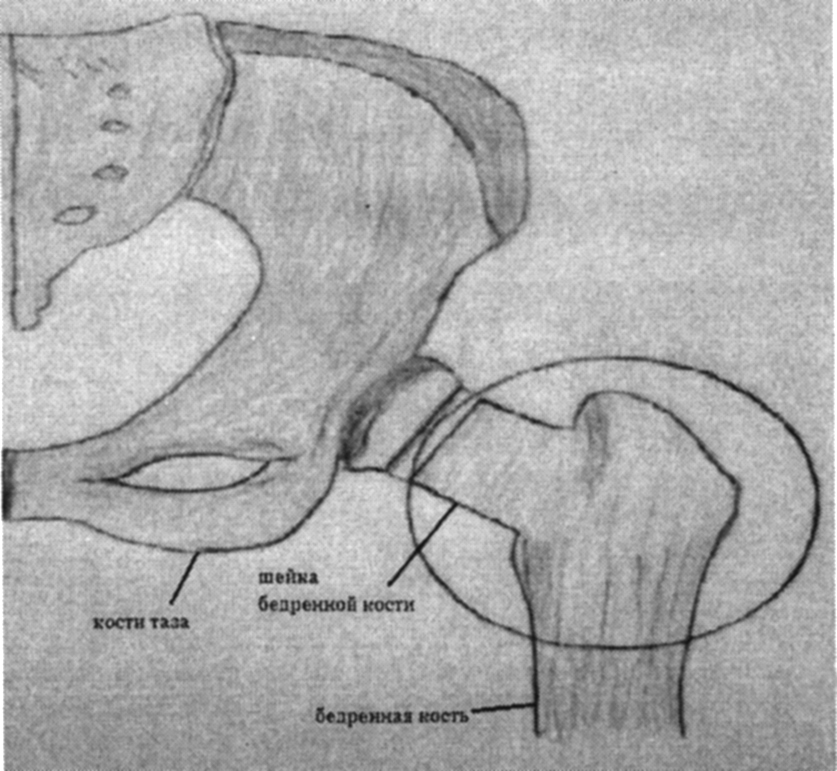 шейка
бедренной кости
кости таза
бедренная кость